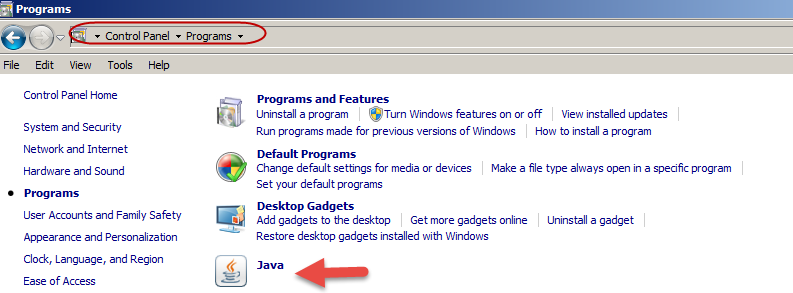 Programs
Control Panel Programs
File Edit View Tools Help
Control Panel Home
System and Security
Network and Internet
Hardware and Sound
Programs
User Accounts and Family Safety
Appearance and Personalization
Clock, Language, and Region
Ease of Access
Programs and Features
Uninstall a program Turn Windows features on or off View installed updates
Run programs made for previous versions of Windows How to install a program
Default Programs
Change default settings for media or devices Make a file type always open in a specific program
Set your default programs
Desktop Gadgets
Add gadgets to the desktop Get more gadgets online Uninstall a gadget
Restore desktop gadgets installed with Windows
Java